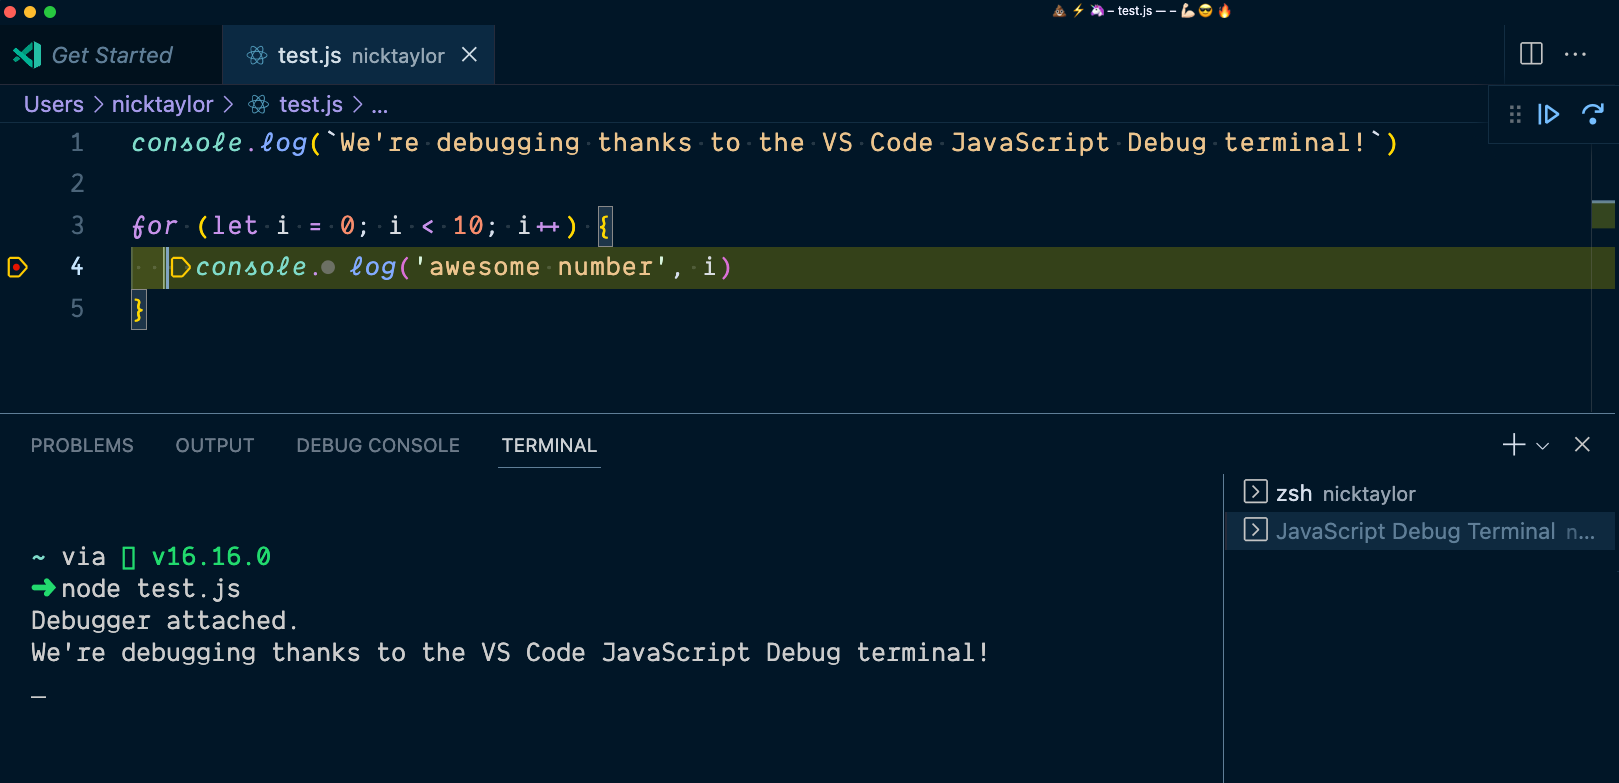 💩 ⚡ 🦄 – test.js — – 💪🏻 😎 🔥
Get Started
test.js nicktaylor
Users > nicktaylor > test.js > ...
1 console.log(`We're debugging thanks to the VS Code JavaScript Debug terminal!`)
2
3 for (let i = 0; i < 10; i++) {
4 console.log('awesome number', i)
5 }
PROBLEMS OUTPUT DEBUG CONSOLE TERMINAL
zsh nicktaylor
JavaScript Debug Terminal n...
~ via v16.16.0
➜ node test.js
Debugger attached.
We're debugging thanks to the VS Code JavaScript Debug terminal!